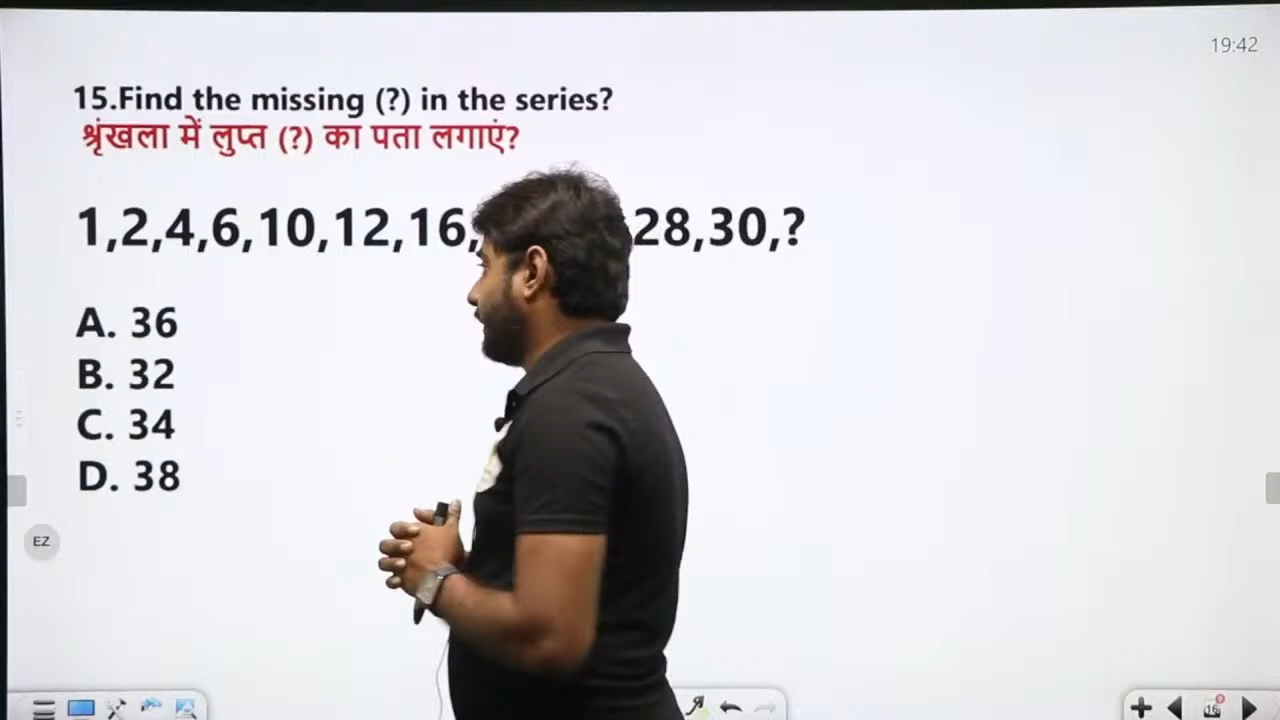 19:42
15.Find the missing (?) in the series?
श्रृंखला में लुप्त (?) का पता लगाएं?
1,2,4,6,10,12,16, 28,30,?
A. 36
B. 32
C. 34
D. 38
EZ
16